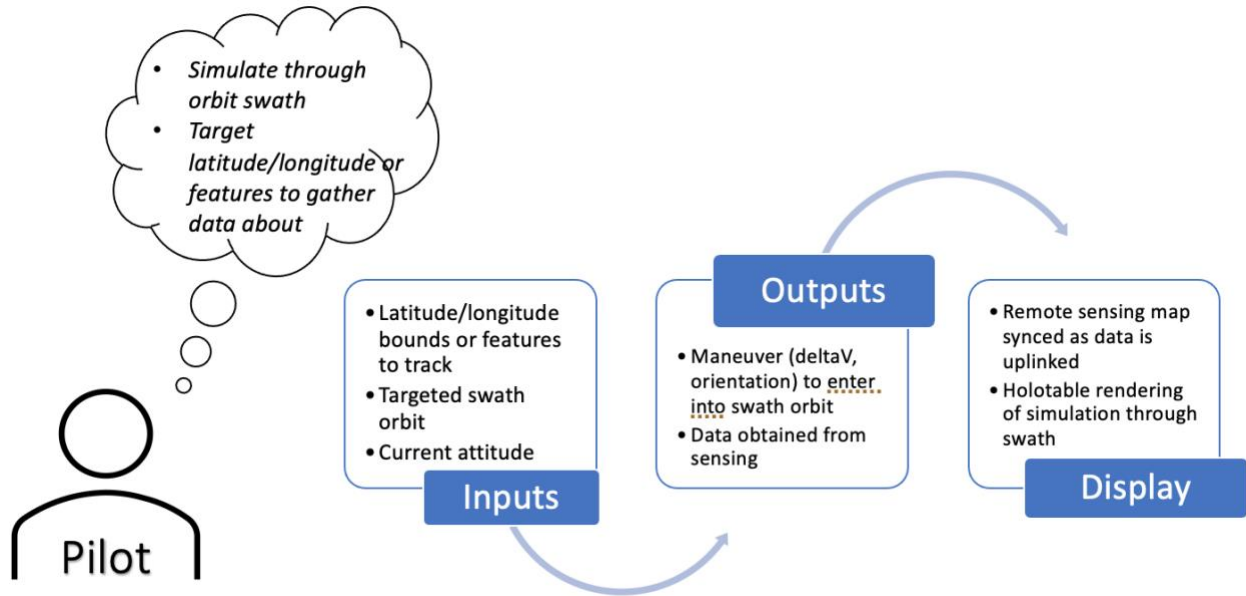 • Simulate through
orbit swath
• Target
latitude/longitude or
features to gather
data about
Pilot
• Latitude/longitude
bounds or features
to track
• Targeted swath
orbit
• Current attitude
Inputs
Outputs
• Maneuver (deltaV,
orientation) to enter
into swath orbit
• Data obtained from
sensing
• Remote sensing map
synced as data is
uplinked
• Holotable rendering
of simulation through
swath
Display